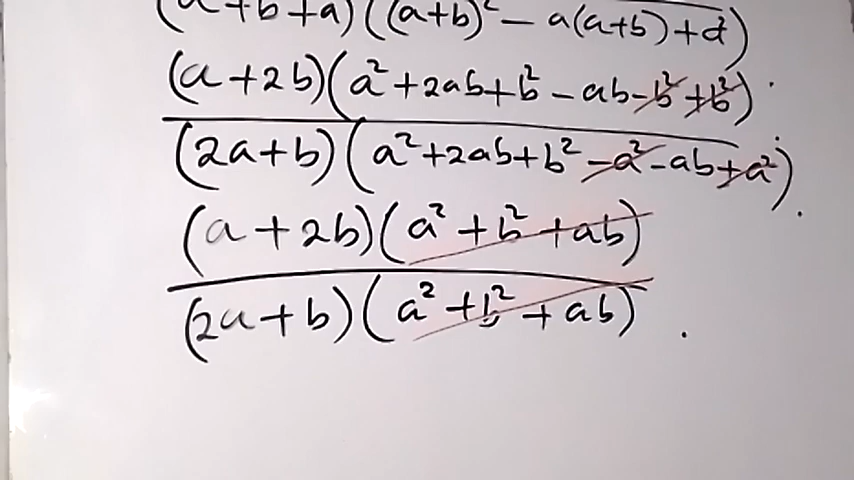 (a+b+a)((a+b)² - a(a+b)+a²)
(a+2b)(a²+2ab+b²-ab-b²+b²)
(2a+b)(a²+2ab+b²-a²-ab+a²).
(a+2b)(a²+b²+ab)
(2a+b)(a²+b²+ab).